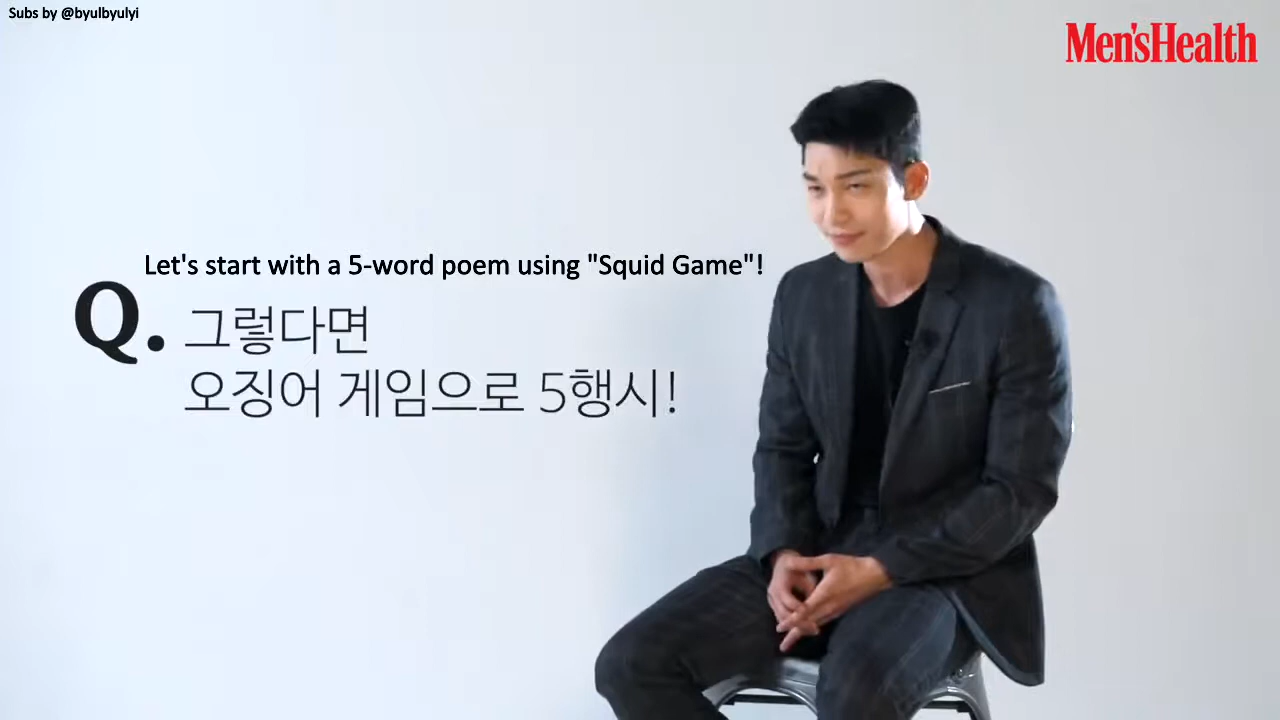 Subs by @byulbyulyi
Men'sHealth
Let's start with a 5-word poem using "Squid Game"!
Q. 그렇다면
오징어 게임으로 5행시!